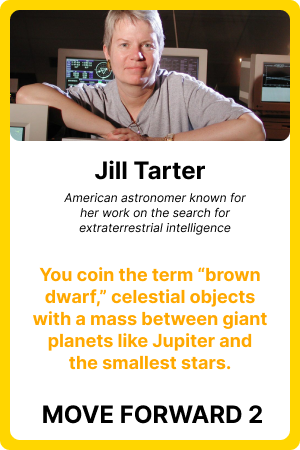 Jill Tarter
American astronomer known for
her work on the search for
extraterrestrial intelligence
You coin the term “brown
dwarf,” celestial objects
with a mass between giant
planets like Jupiter and
the smallest stars.
MOVE FORWARD 2